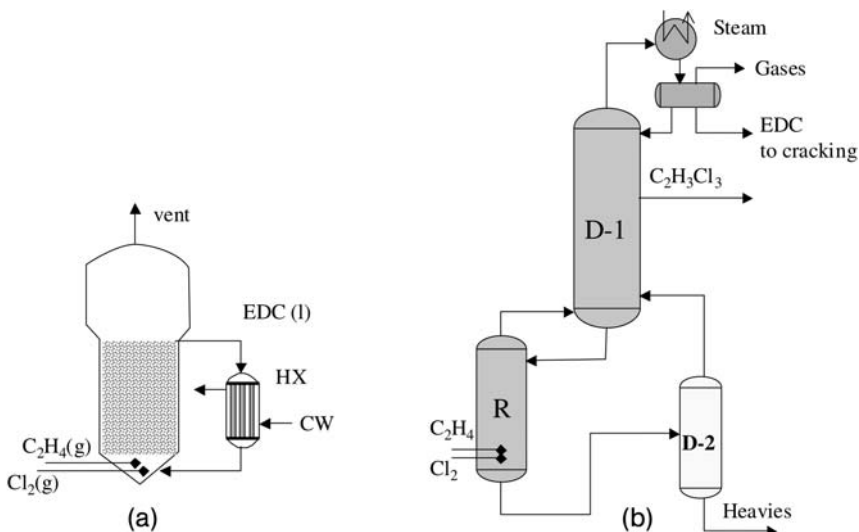 vent
EDC (l)
HX
CW
C₂H₄(g)
Cl₂(g)
(a)
Steam
Gases
EDC
to cracking
C₂H₃Cl₃
D-1
R
C₂H₄
Cl₂
D-2
Heavies
(b)